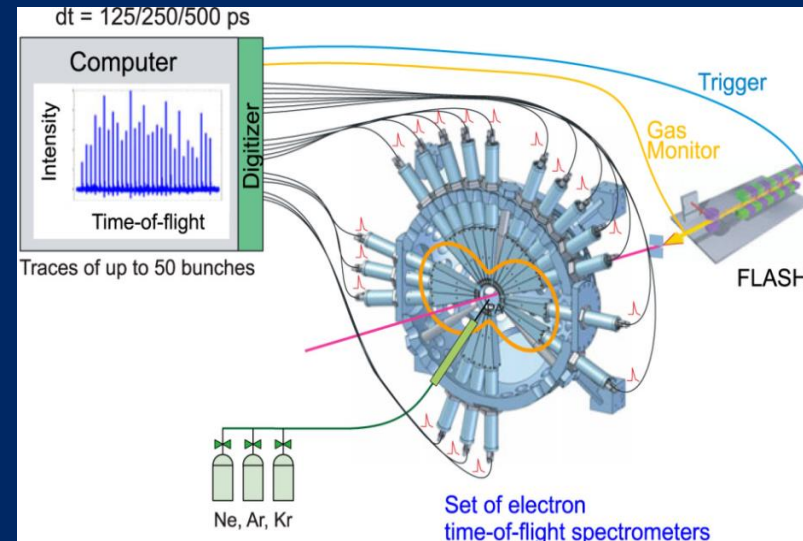 dt = 125/250/500 ps
Computer
Intensity
Time-of-flight
Digitizer
Traces of up to 50 bunches
Trigger
Gas
Monitor
FLASH
Ne, Ar, Kr
Set of electron
time-of-flight spectrometers